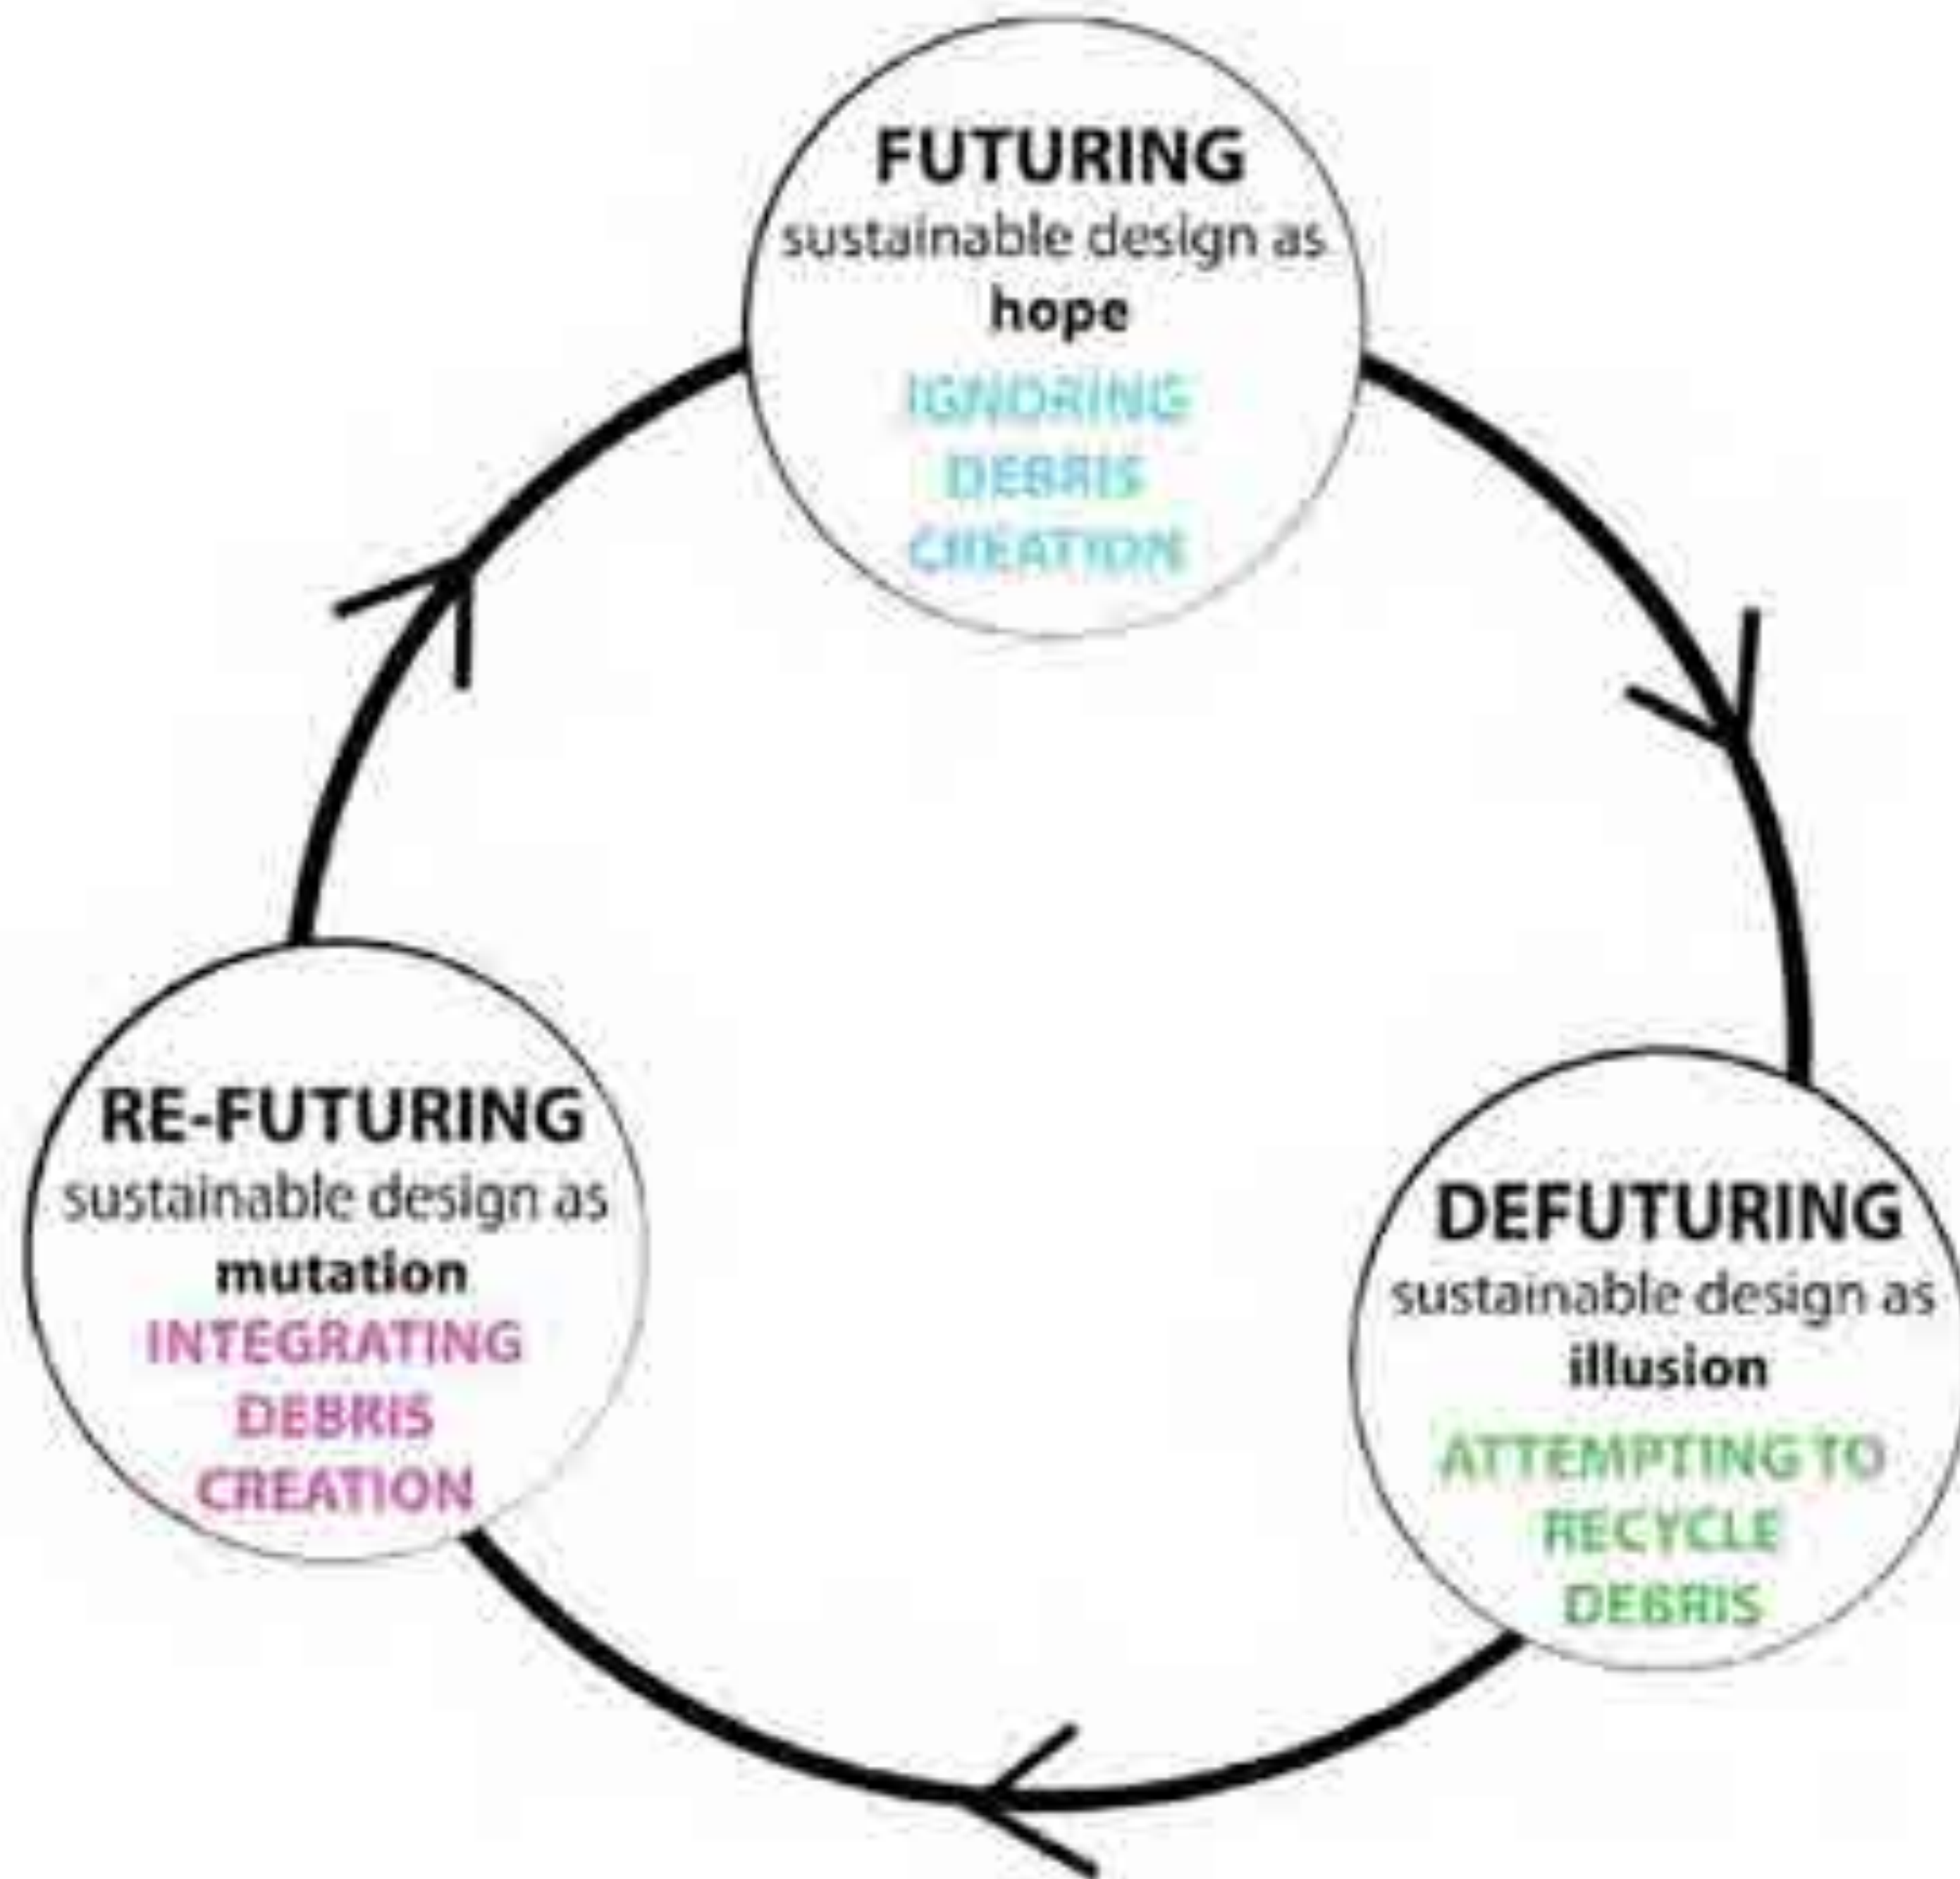 FUTURING
sustainable design as
hope
IGNORING
DEBRIS
CREATION
RE-FUTURING
sustainable design as
mutation
INTEGRATING
DEBRIS
CREATION
DEFUTURING
sustainable design as
illusion
ATTEMPTING TO
RECYCLE
DEBRIS